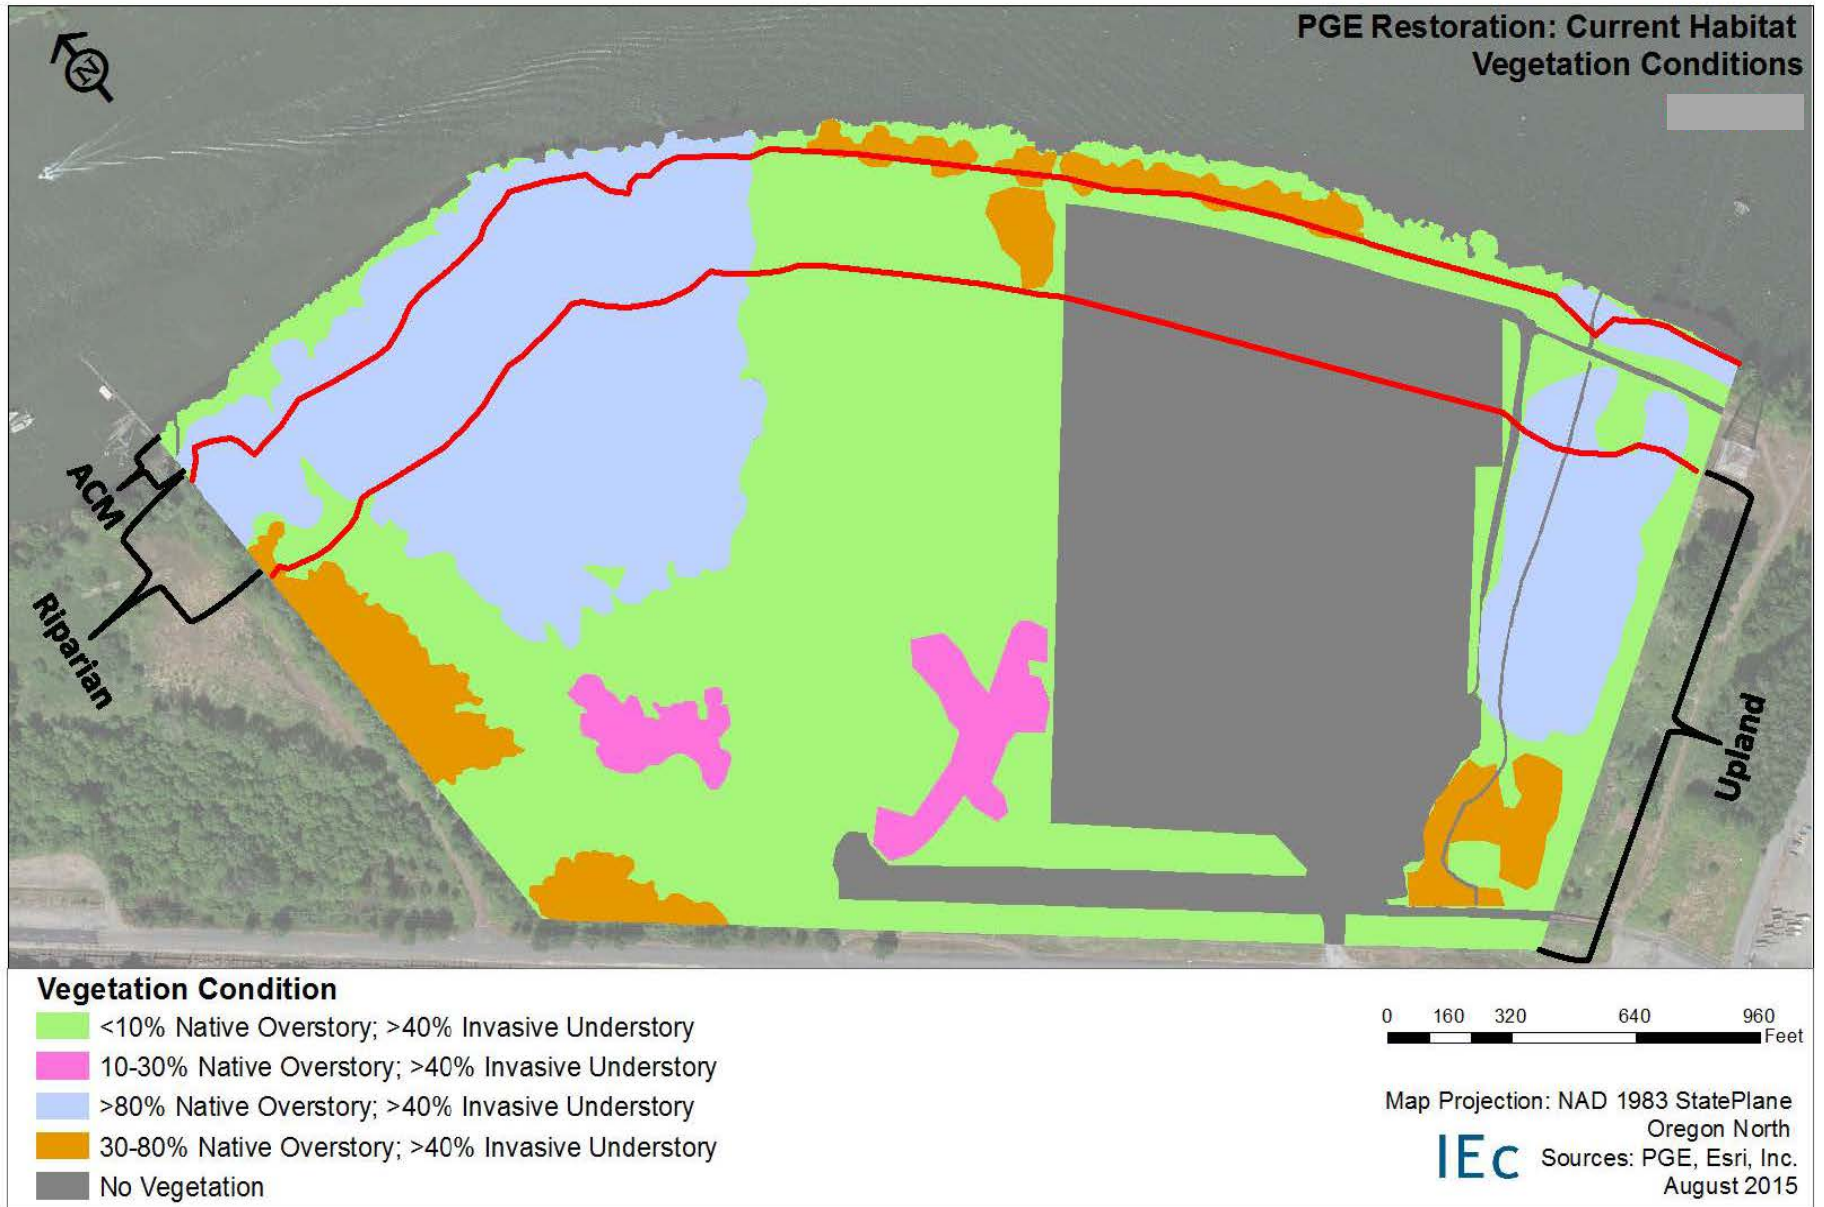 PGE Restoration: Current Habitat
Vegetation Conditions
N
ACM
Riparian
Upland
Vegetation Condition
<10% Native Overstory; >40% Invasive Understory
10-30% Native Overstory; >40% Invasive Understory
>80% Native Overstory; >40% Invasive Understory
30-80% Native Overstory; >40% Invasive Understory
No Vegetation
0 160 320 640 960
Feet
Map Projection: NAD 1983 StatePlane
Oregon North
IEc
Sources: PGE, Esri, Inc.
August 2015